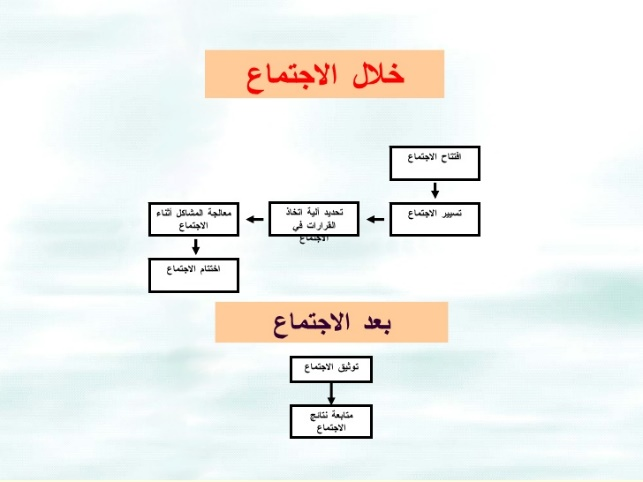 خلال الاجتماع
افتتاح الاجتماع
تسيير الاجتماع
تحديد آلية اتخاذ
القرارات في
الاجتماع
معالجة المشاكل أثناء
الاجتماع
اختتام الاجتماع
بعد الاجتماع
توثيق الاجتماع
متابعة نتائج
الاجتماع